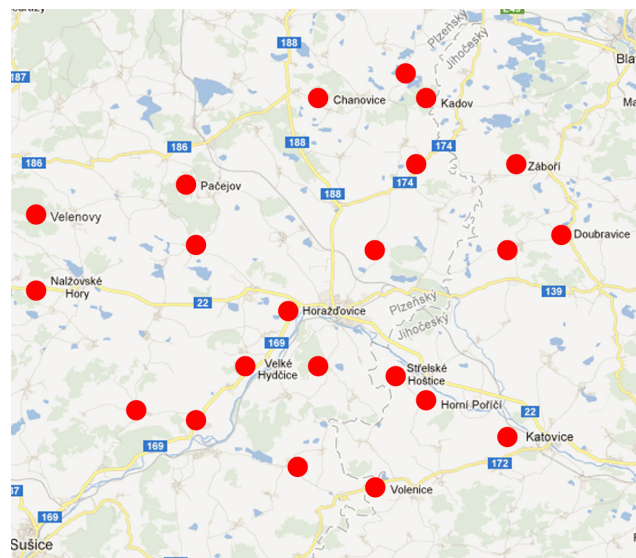 188
Plzeňský
Jihočeský
Bla
187
Chanovice
Kadov
188
174
186
186
Záboří
Pačejov
174
188
Velenovy
Doubravice
Nalžovské
Hory
139
22
Horažďovice
Plzeňský
Jihočeský
169
Velké
Hydčice
Střelské
Hoštice
Horní Poříčí
22
Katovice
169
172
Volenice
169
Sušice